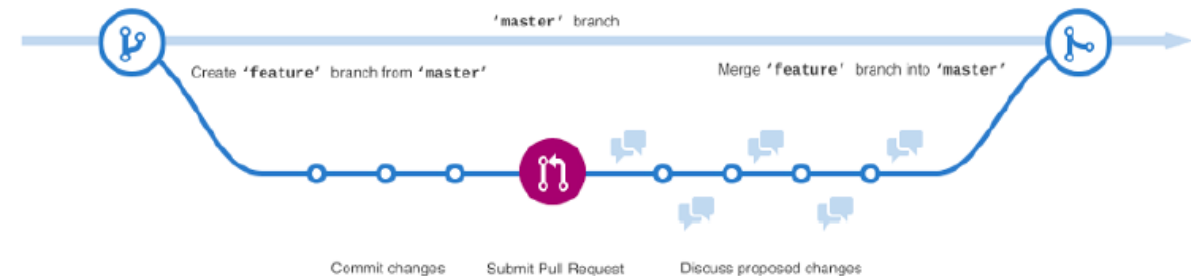 'master' branch
Create 'feature' branch from 'master'
Merge 'feature' branch into 'master'
Commit changes
Submit Pull Request
Discuss proposed changes